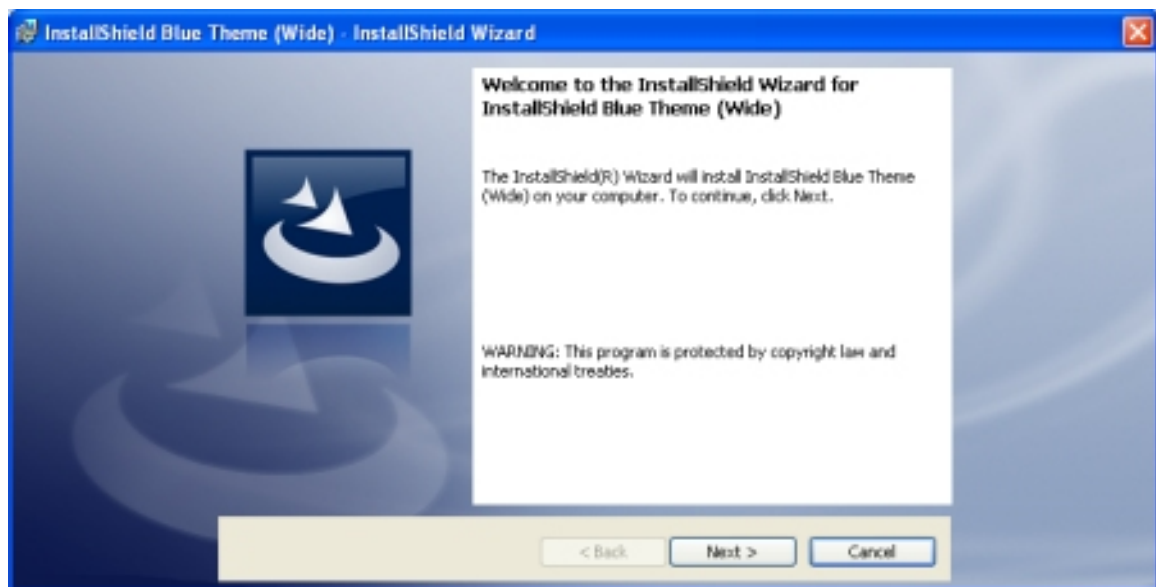 InstallShield Blue Theme (Wide) - InstallShield Wizard
Welcome to the InstallShield Wizard for
InstallShield Blue Theme (Wide)
The InstallShield(R) Wizard will install InstallShield Blue Theme
(Wide) on your computer. To continue, click Next.
WARNING: This program is protected by copyright law and
international treaties.
< Back
Next >
Cancel